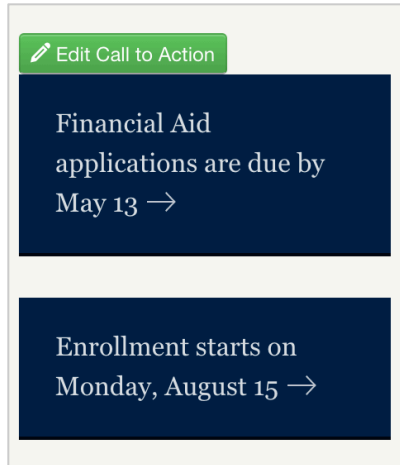 Edit Call to Action
Financial Aid
applications are due by
May 13 →
Enrollment starts on
Monday, August 15 →